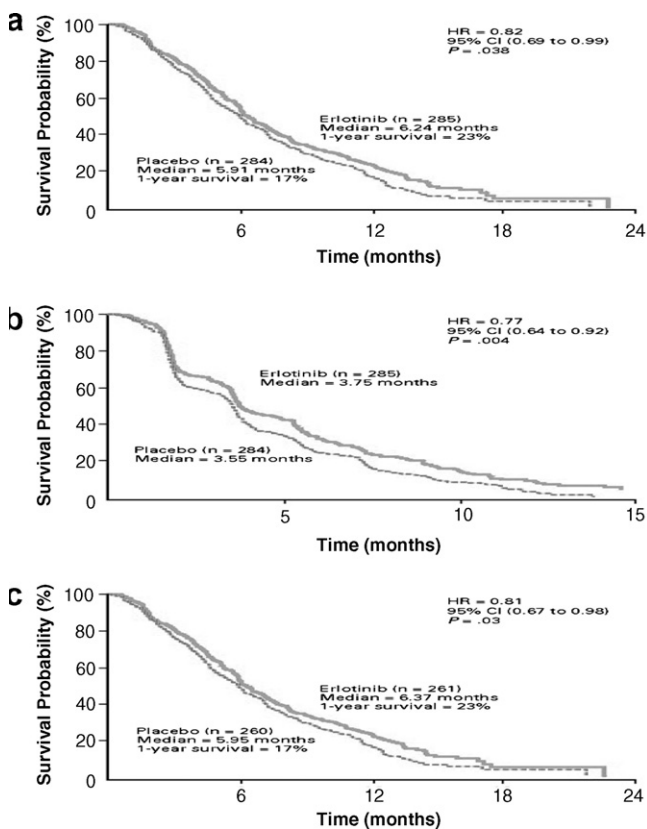 a
Survival Probability (%)
100
80
60
40
20
0
HR = 0.82
95% CI (0.69 to 0.99)
P = .038
Erlotinib (n = 285)
Median = 6.24 months
1-year survival = 23%
Placebo (n = 284)
Median = 5.91 months
1-year survival = 17%
6
12
18
24
Time (months)
b
Survival Probability (%)
100
80
60
40
20
0
HR = 0.77
95% CI (0.64 to 0.92)
P = .004
Erlotinib (n = 285)
Median = 3.75 months
Placebo (n = 284)
Median = 3.55 months
5
10
15
Time (months)
c
Survival Probability (%)
100
80
60
40
20
0
HR = 0.81
95% CI (0.67 to 0.98)
P = .03
Erlotinib (n = 261)
Median = 6.37 months
1-year survival = 23%
Placebo (n = 260)
Median = 5.95 months
1-year survival = 17%
6
12
18
24
Time (months)